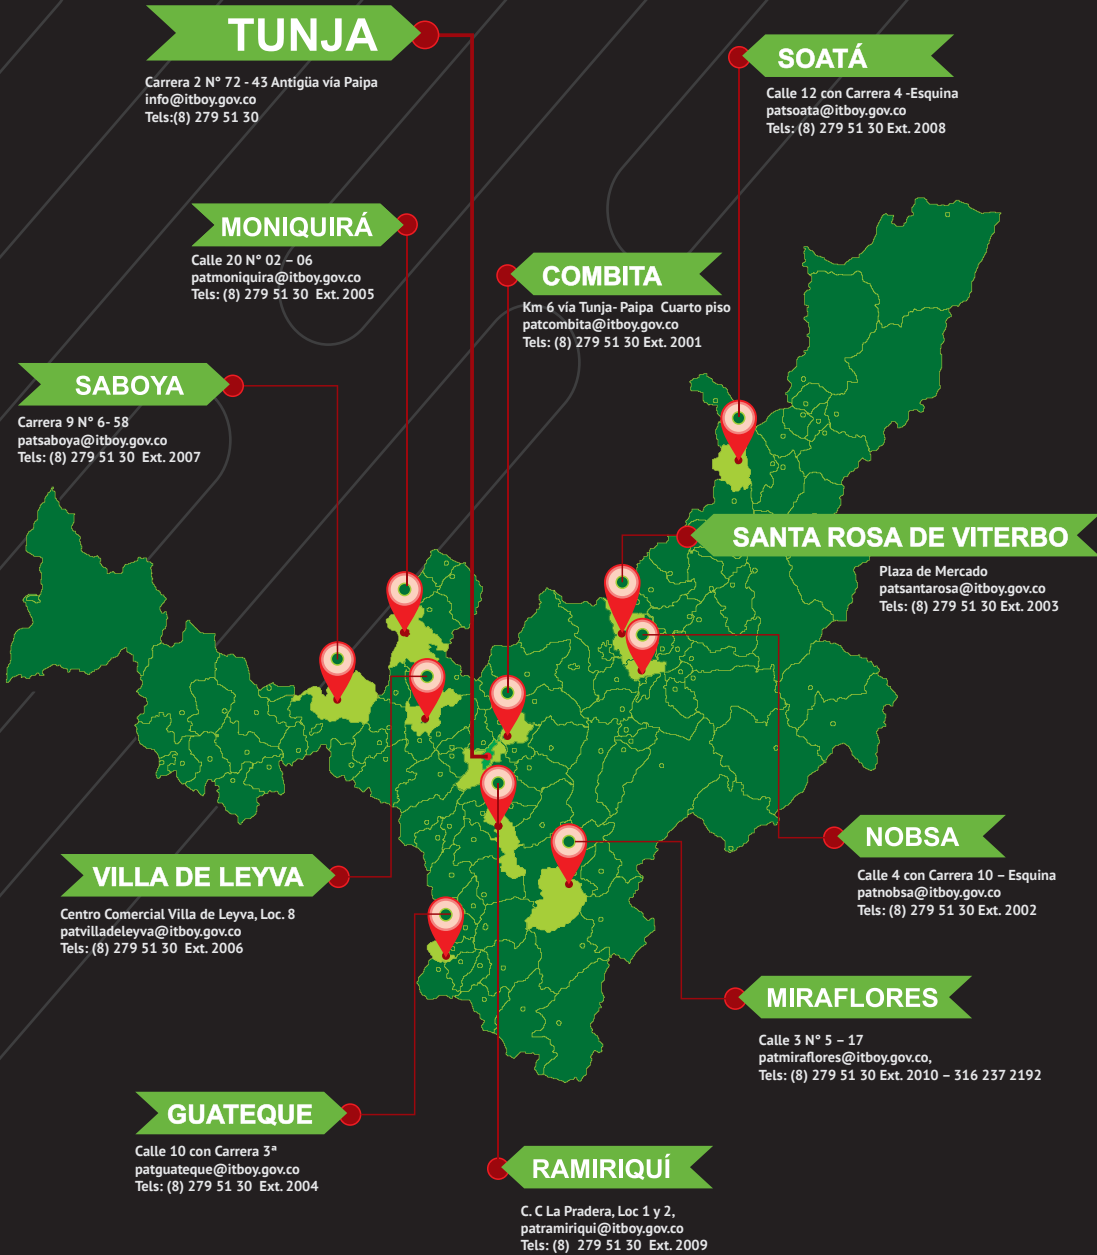 TUNJA
Carrera 2 N° 72 - 43 Antigüa vía Paipa
info@itboy.gov.co
Tels:(8) 279 51 30
SOATÁ
Calle 12 con Carrera 4 -Esquina
patsoata@itboy.gov.co
Tels: (8) 279 51 30 Ext. 2008
MONIQUIRÁ
Calle 20 N° 02 – 06
patmoniquira@itboy.gov.co
Tels: (8) 279 51 30 Ext. 2005
COMBITA
Km 6 vía Tunja- Paipa Cuarto piso
patcombita@itboy.gov.co
Tels: (8) 279 51 30 Ext. 2001
SABOYA
Carrera 9 N° 6- 58
patsaboya@itboy.gov.co
Tels: (8) 279 51 30 Ext. 2007
SANTA ROSA DE VITERBO
Plaza de Mercado
patsantarosa@itboy.gov.co
Tels: (8) 279 51 30 Ext. 2003
NOBSA
Calle 4 con Carrera 10 – Esquina
patnobsa@itboy.gov.co
Tels: (8) 279 51 30 Ext. 2002
VILLA DE LEYVA
Centro Comercial Villa de Leyva, Loc. 8
patvilladeleyva@itboy.gov.co
Tels: (8) 279 51 30 Ext. 2006
MIRAFLORES
Calle 3 N° 5 – 17
patmiraflores@itboy.gov.co,
Tels: (8) 279 51 30 Ext. 2010 – 316 237 2192
GUATEQUE
Calle 10 con Carrera 3ª
patguateque@itboy.gov.co
Tels: (8) 279 51 30 Ext. 2004
RAMIRIQUÍ
C. C La Pradera, Loc 1 y 2,
patramiriqui@itboy.gov.co
Tels: (8) 279 51 30 Ext. 2009